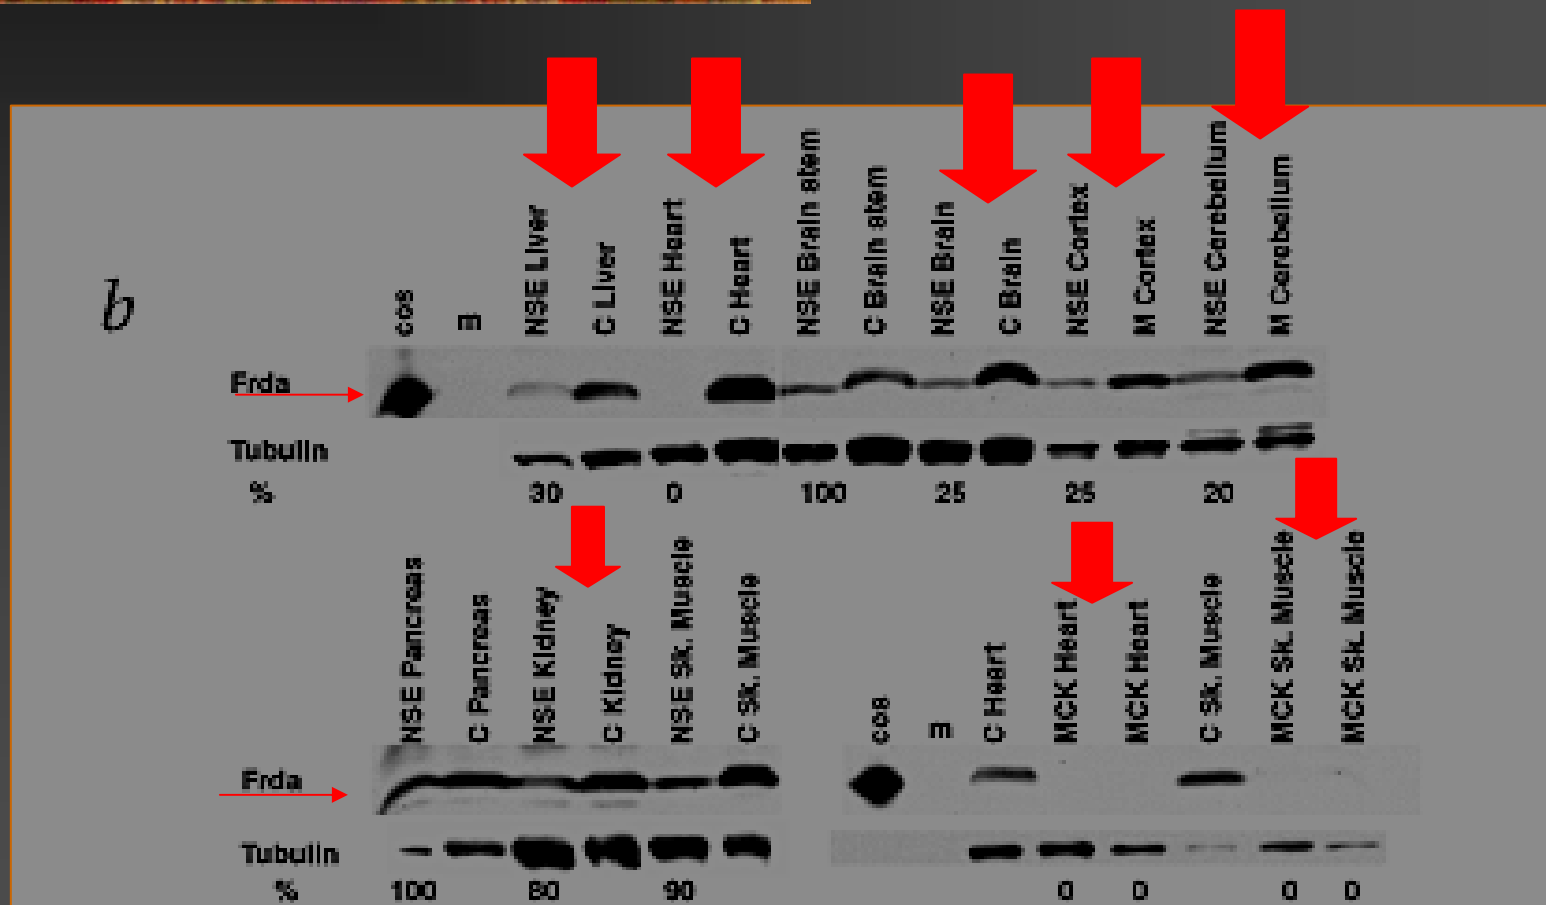 b
cos
B
NSE Liver
C Liver
NSE Heart
C Heart
NSE Brain stem
C Brain stem
NSE Brain
C Brain
NSE Cortex
M Cortex
NSE Cerebellum
M Cerebellum
Frda
Tubulin
% 30 0 100 25 25 20
NSE Pancreas
C Pancreas
NSE Kidney
C Kidney
NSE Sk. Muscle
C Sk. Muscle
cos
B
C Heart
MCK Heart
MCK Heart
C Sk. Muscle
MCK Sk. Muscle
MCK Sk. Muscle
Frda
Tubulin
% 100 80 90 0 0 0 0